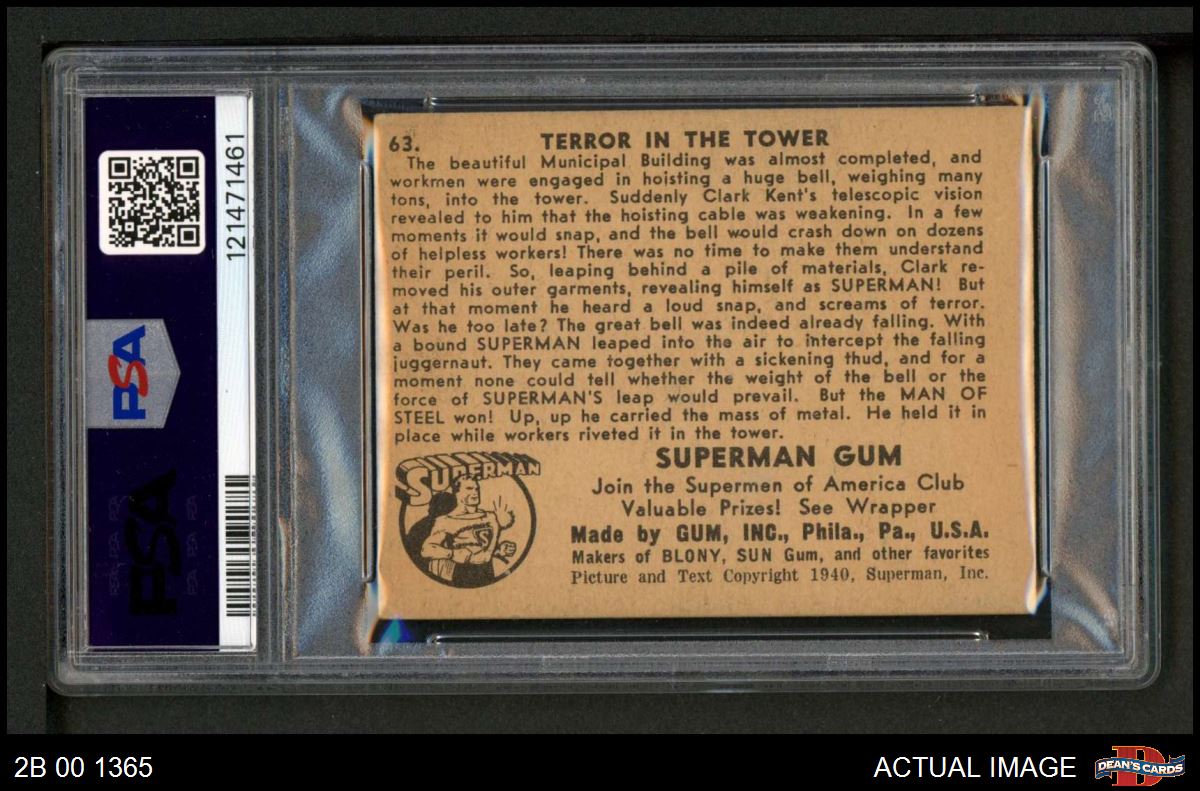 63. TERROR IN THE TOWER
The beautiful Municipal Building was almost completed, and
workmen were engaged in hoisting a huge bell, weighing many
tons, into the tower. Suddenly Clark Kent's telescopic vision
revealed to him that the hoisting cable was weakening. In a few
moments it would snap, and the bell would crash down on dozens
of helpless workers! There was no time to make them understand
their peril. So, leaping behind a pile of materials, Clark re-
moved his outer garments, revealing himself as SUPERMAN! But
at that moment he heard a loud snap, and screams of terror.
Was he too late? The great bell was indeed already falling. With
a bound SUPERMAN leaped into the air to intercept the falling
juggernaut. They came together with a sickening thud, and for a
moment none could tell whether the weight of the bell or the
force of SUPERMAN'S leap would prevail. But the MAN OF
STEEL won! Up, up he carried the mass of metal. He held it in
place while workers riveted it in the tower.
SUPERMAN
SUPERMAN GUM
Join the Supermen of America Club
Valuable Prizes! See Wrapper
Made by GUM, INC., Phila., Pa., U.S.A.
Makers of BLONY, SUN Gum, and other favorites
Picture and Text Copyright 1940, Superman, Inc.
121471461
PSA
PSA
2B 00 1365
ACTUAL IMAGE
DEAN'S CARDS